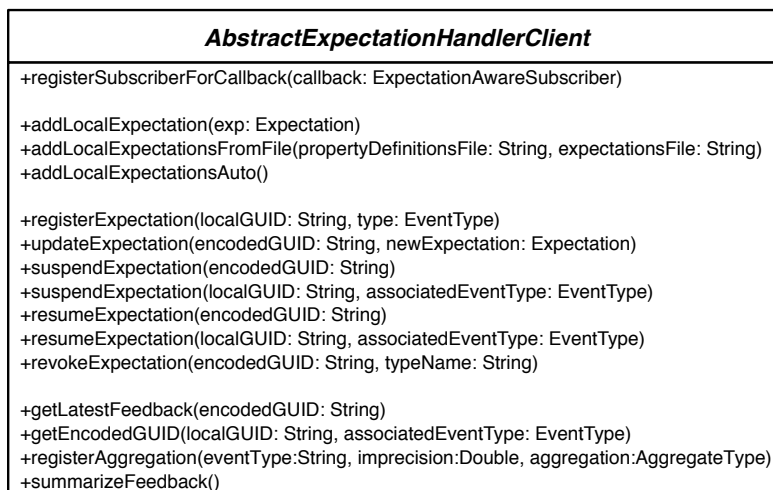 AbstractExpectationHandlerClient
+registerSubscriberForCallback(callback: ExpectationAwareSubscriber)
+addLocalExpectation(exp: Expectation)
+addLocalExpectationsFromFile(propertyDefinitionsFile: String, expectationsFile: String)
+addLocalExpectationsAuto()
+registerExpectation(localGUID: String, type: EventType)
+updateExpectation(encodedGUID: String, newExpectation: Expectation)
+suspendExpectation(encodedGUID: String)
+suspendExpectation(localGUID: String, associatedEventType: EventType)
+resumeExpectation(encodedGUID: String)
+resumeExpectation(localGUID: String, associatedEventType: EventType)
+revokeExpectation(encodedGUID: String, typeName: String)
+getLatestFeedback(encodedGUID: String)
+getEncodedGUID(localGUID: String, associatedEventType: EventType)
+registerAggregation(eventType:String, imprecision:Double, aggregation:AggregateType)
+summarizeFeedback()